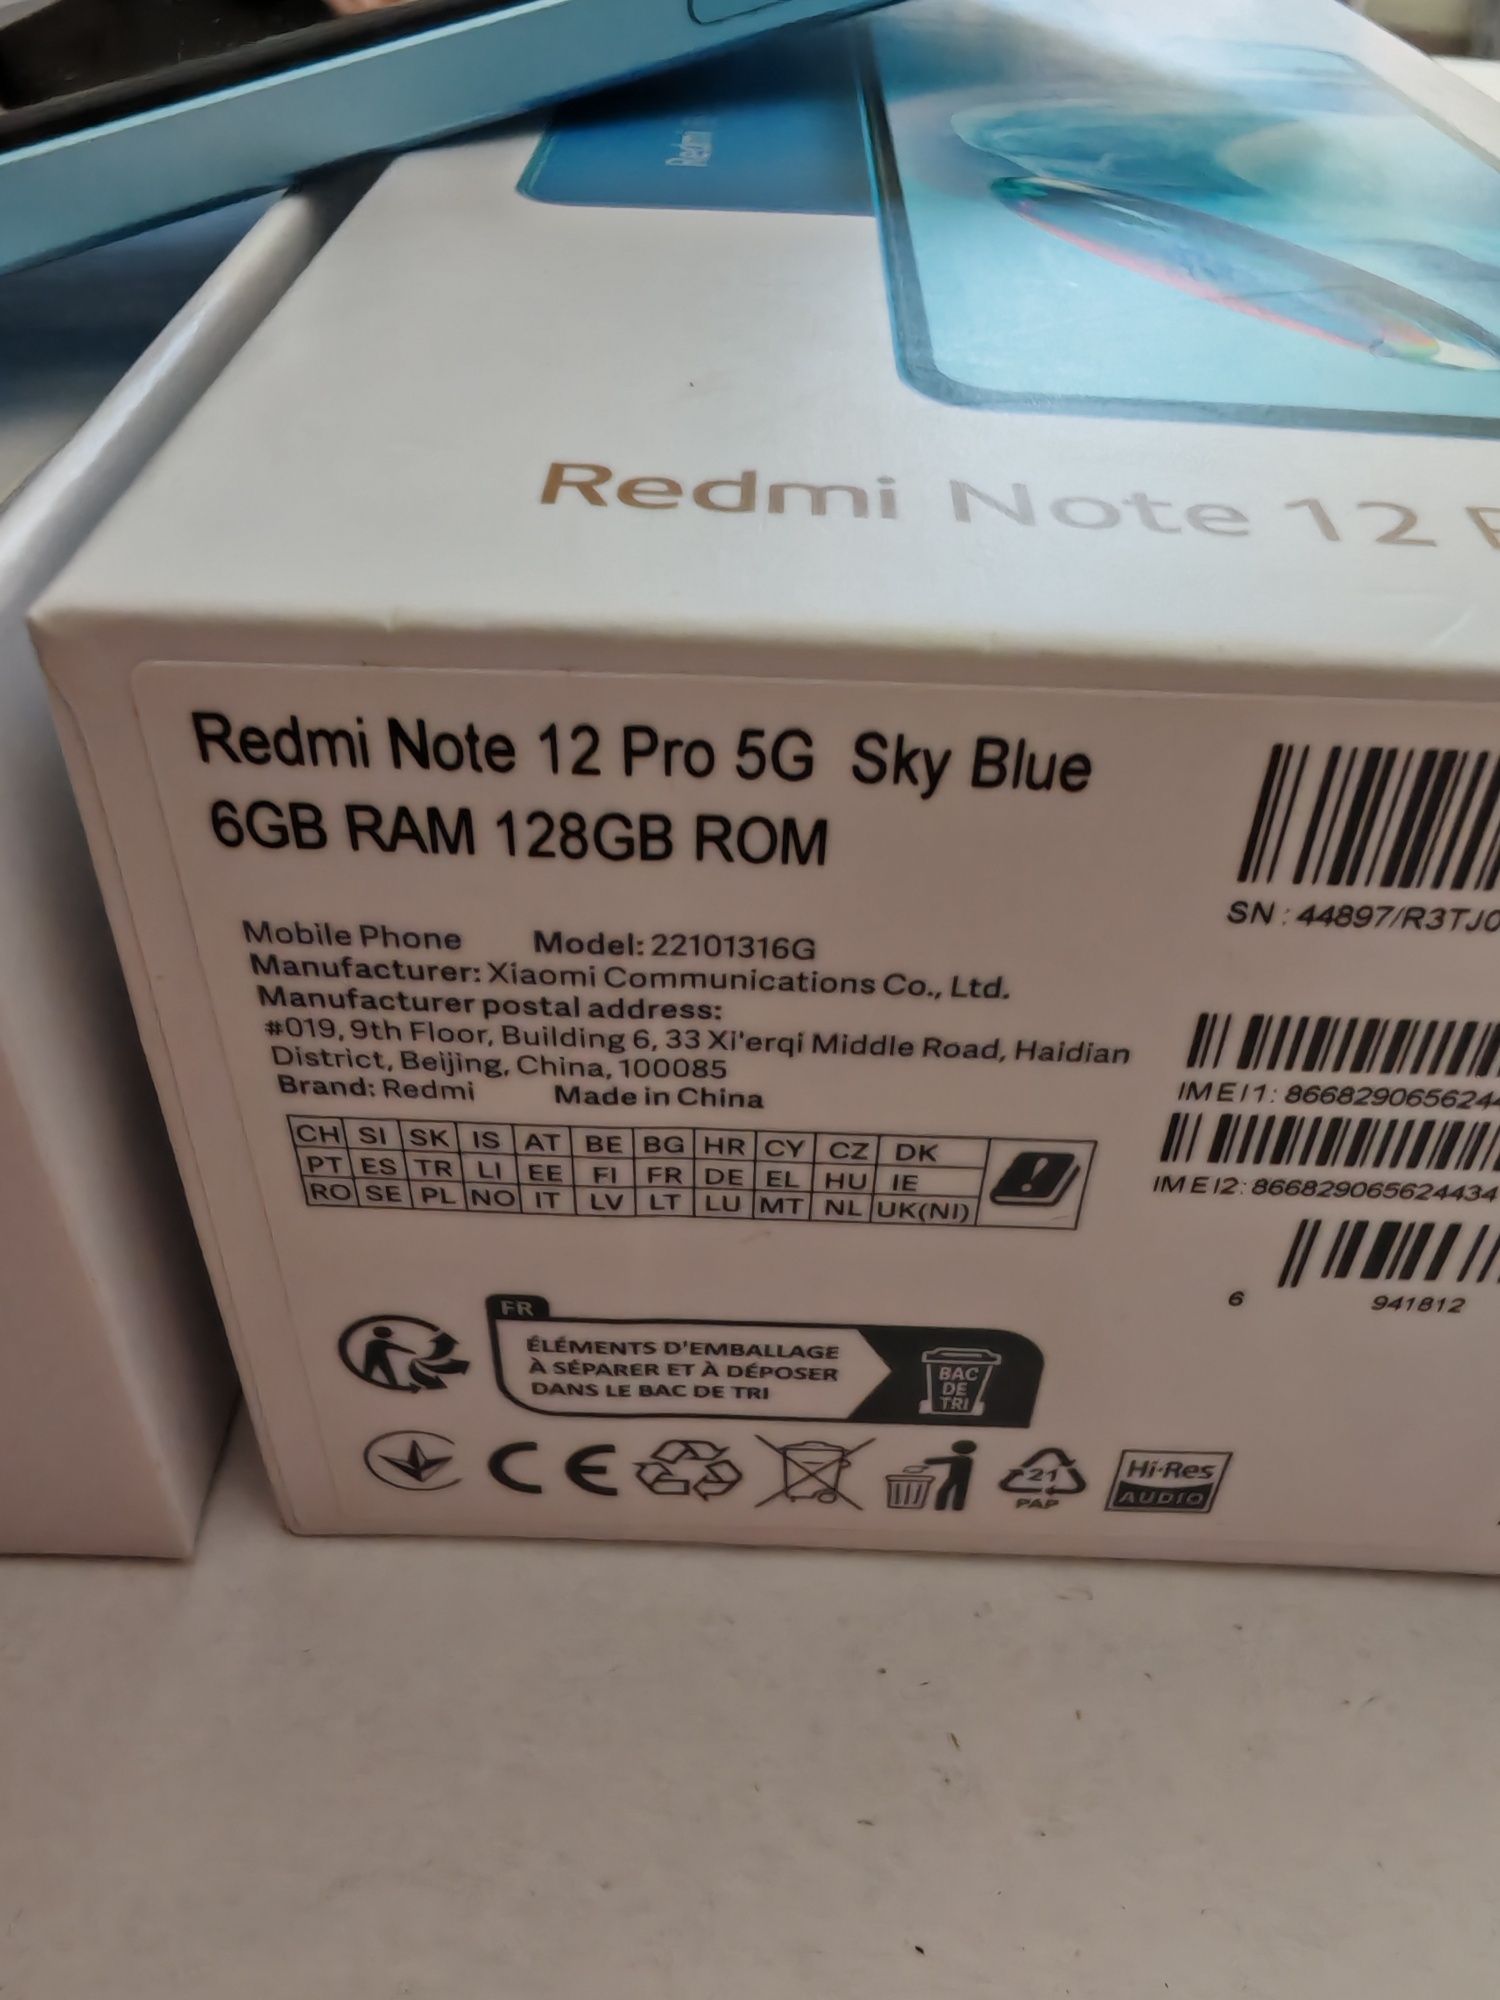 Redmi
Redmi Note 12
Redmi Note 12 Pro 5G Sky Blue
6GB RAM 128GB ROM
Mobile Phone Model: 22101316G
Manufacturer: Xiaomi Communications Co., Ltd.
Manufacturer postal address:
#019, 9th Floor, Building 6, 33 Xi'erqi Middle Road, Haidian
District, Beijing, China, 100085
Brand: Redmi Made in China
CH SI SK IS AT BE BG HR CY CZ DK
PT ES TR LI EE FI FR DE EL HU IE
RO SE PL NO IT LV LT LU MT NL UK(NI)
SN: 44897/R3TJ0
IMEI1: 8668290656244
IMEI2: 866829065624434
6 941812
FR
ÉLÉMENTS D'EMBALLAGE
À SÉPARER ET À DÉPOSER
DANS LE BAC DE TRI
BAC
DE
TRI
CE
21
PAP
Hi-Res
AUDIO